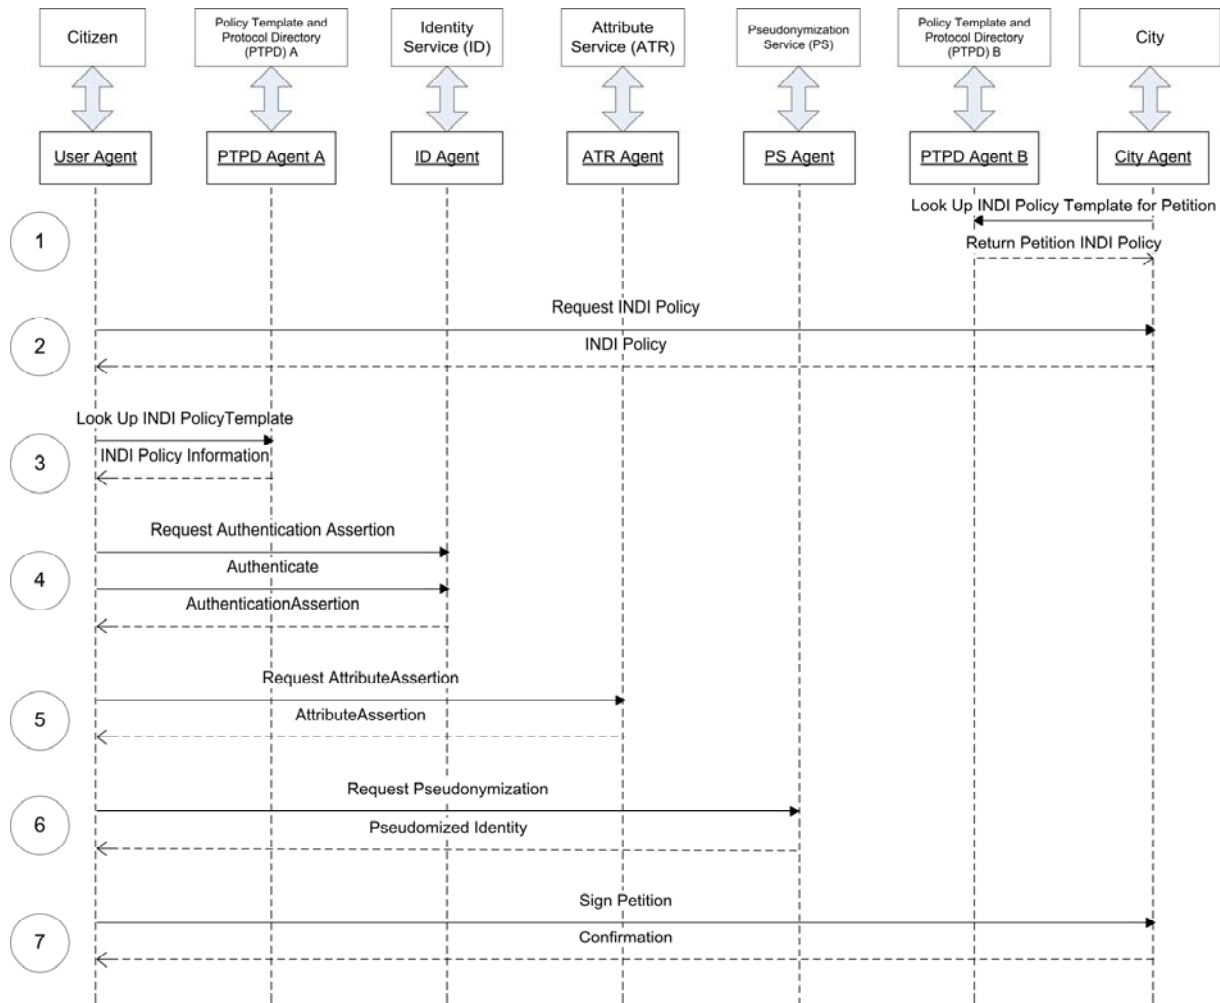 Citizen
Policy Template and
Protocol Directory
(PTPD) A
Identity
Service (ID)
Attribute
Service (ATR)
Pseudonymization
Service (PS)
Policy Template and
Protocol Directory
(PTPD) B
City
User Agent
PTPD Agent A
ID Agent
ATR Agent
PS Agent
PTPD Agent B
City Agent
1
Look Up INDI Policy Template for Petition
Return Petition INDI Policy
2
Request INDI Policy
INDI Policy
3
Look Up INDI PolicyTemplate
INDI Policy Information
4
Request Authentication Assertion
Authenticate
AuthenticationAssertion
5
Request AttributeAssertion
AttributeAssertion
6
Request Pseudonymization
Pseudomized Identity
7
Sign Petition
Confirmation